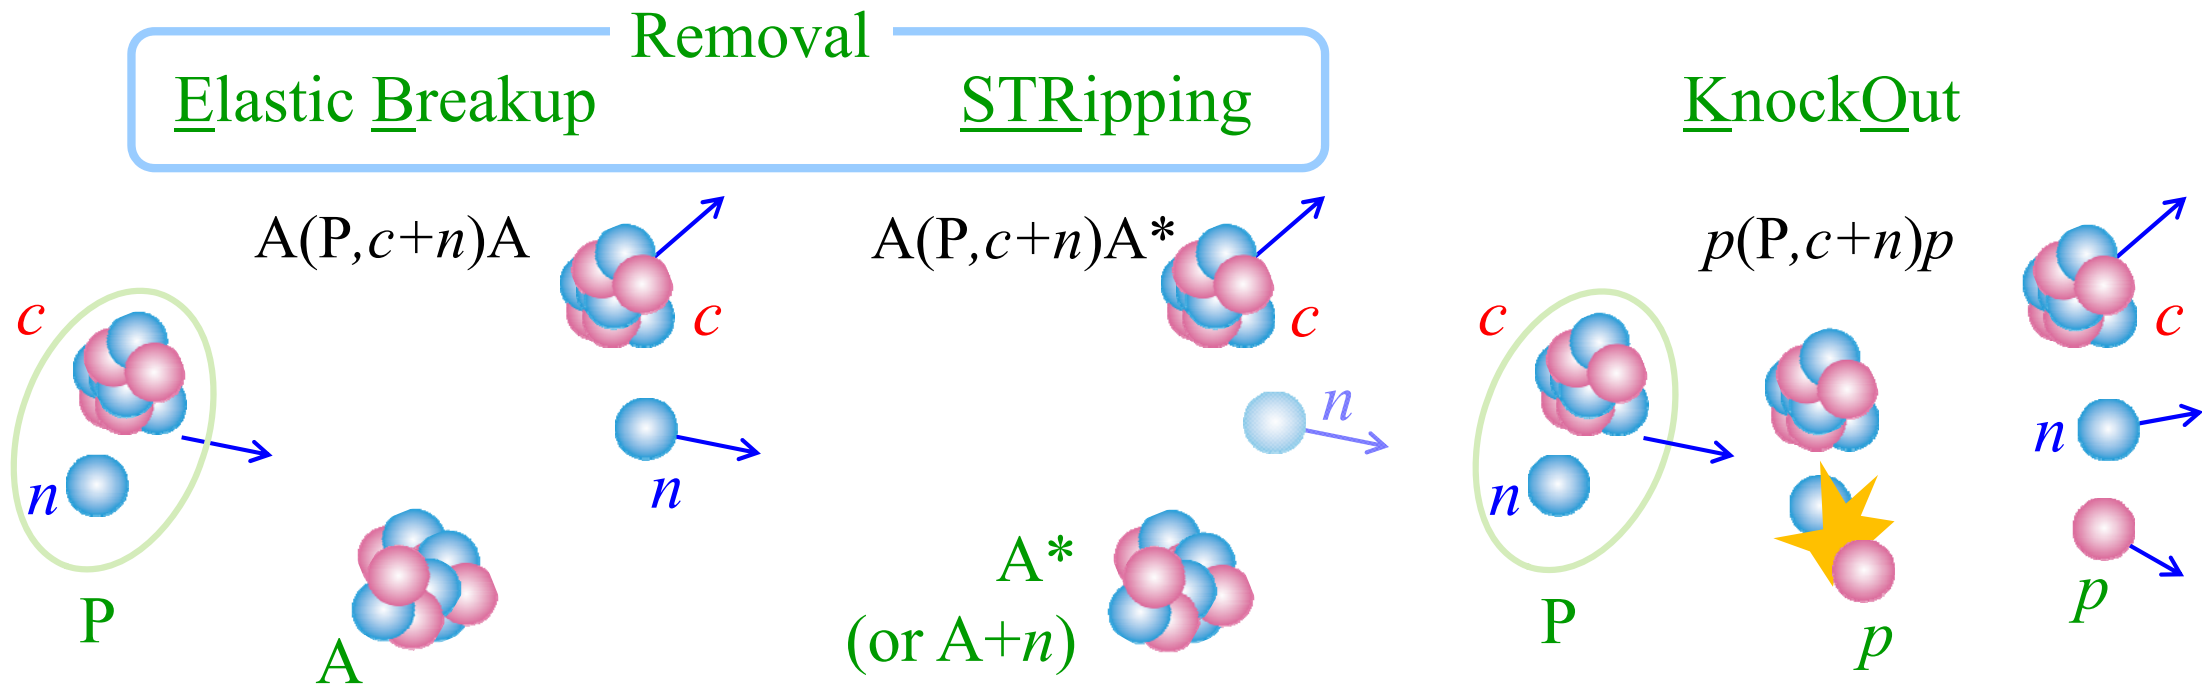 Removal
Elastic Breakup
STRipping
KnockOut
A(P,c+n)A
c
n
P
A
c
n
A(P,c+n)A*
c
n
A*
(or A+n)
p(P,c+n)p
c
n
P
p
c
n
p